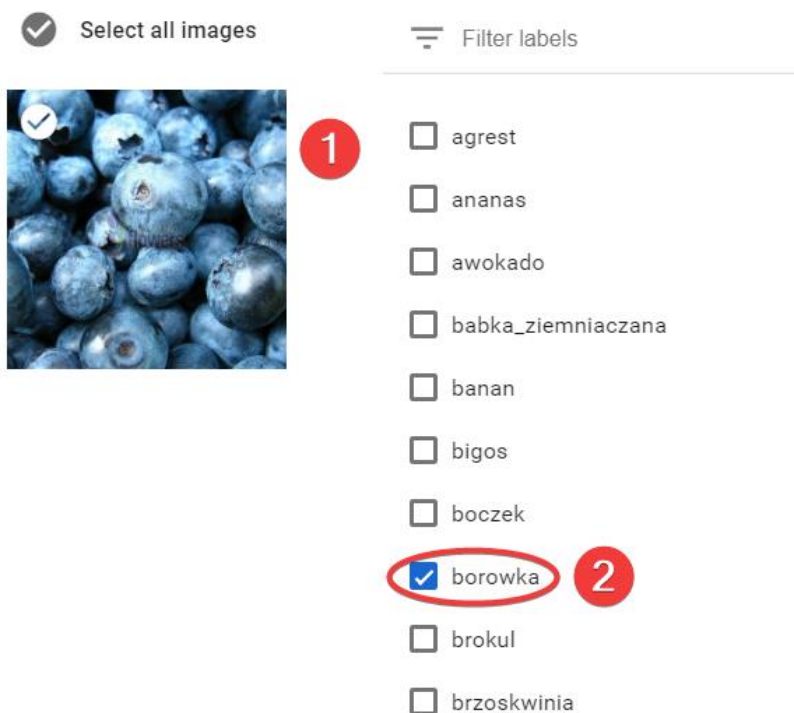 Select all images
Filter labels
1
agrest
ananas
awokado
babka_ziemniaczana
banan
bigos
boczek
borowka
2
brokul
brzoskwinia